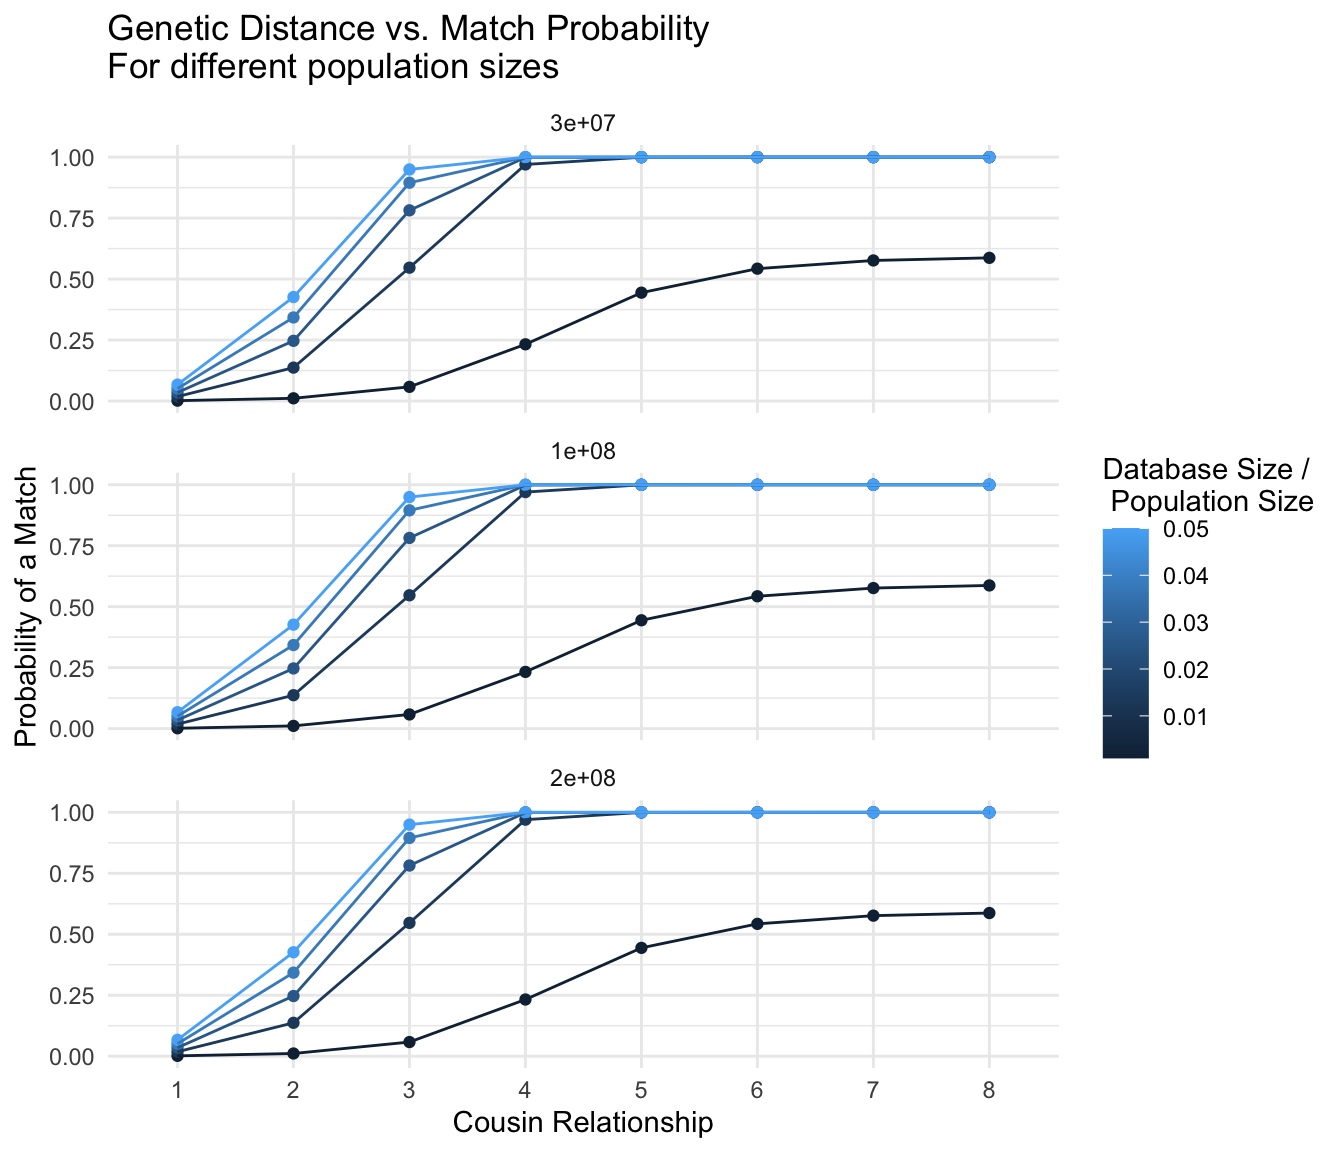 Genetic Distance vs. Match Probability
For different population sizes
3e+07
1.00
0.75
0.50
0.25
0.00
1e+08
1.00
0.75
0.50
0.25
0.00
2e+08
1.00
0.75
0.50
0.25
0.00
1 2 3 4 5 6 7 8
Cousin Relationship
Probability of a Match
Database Size /
Population Size
0.05
0.04
0.03
0.02
0.01